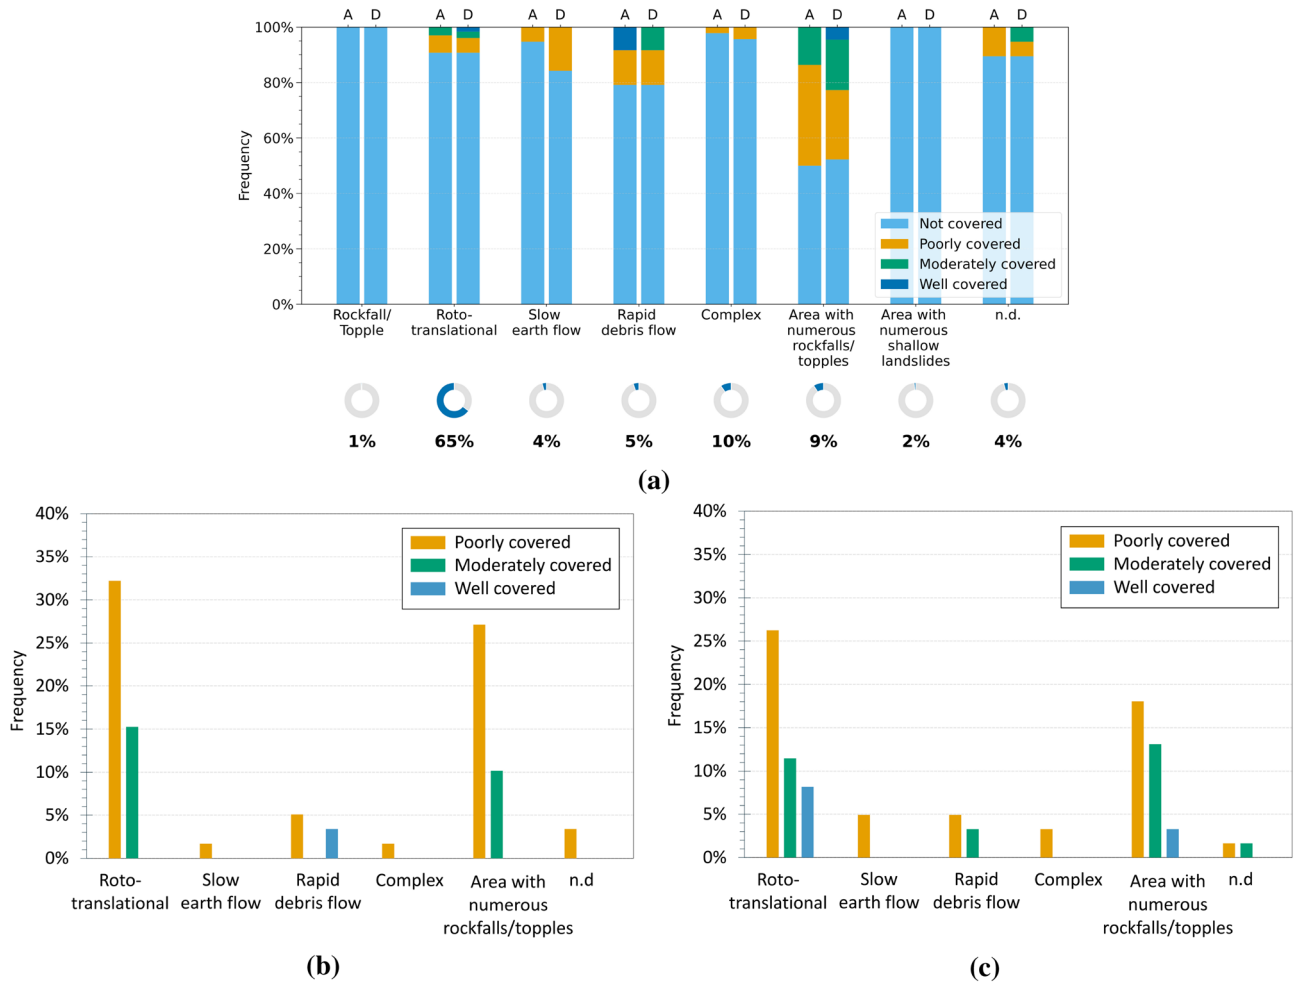 A D A D A D A D A D A D A D A D
100%
80%
60%
40%
20%
0%
Frequency
Not covered
Poorly covered
Moderately covered
Well covered
Rockfall/
Topple
Roto-
translational
Slow
earth flow
Rapid
debris flow
Complex
Area with
numerous
rockfalls/
topples
Area with
numerous
shallow
landslides
n.d.
1% 65% 4% 5% 10% 9% 2% 4%
(a)
40%
35%
30%
25%
20%
15%
10%
5%
0%
Frequency
Poorly covered
Moderately covered
Well covered
Roto-
translational
Slow
earth flow
Rapid
debris flow
Complex
Area with
numerous
rockfalls/topples
n.d
(b)
40%
35%
30%
25%
20%
15%
10%
5%
0%
Frequency
Poorly covered
Moderately covered
Well covered
Roto-
translational
Slow
earth flow
Rapid
debris flow
Complex
Area with
numerous
rockfalls/topples
n.d
(c)